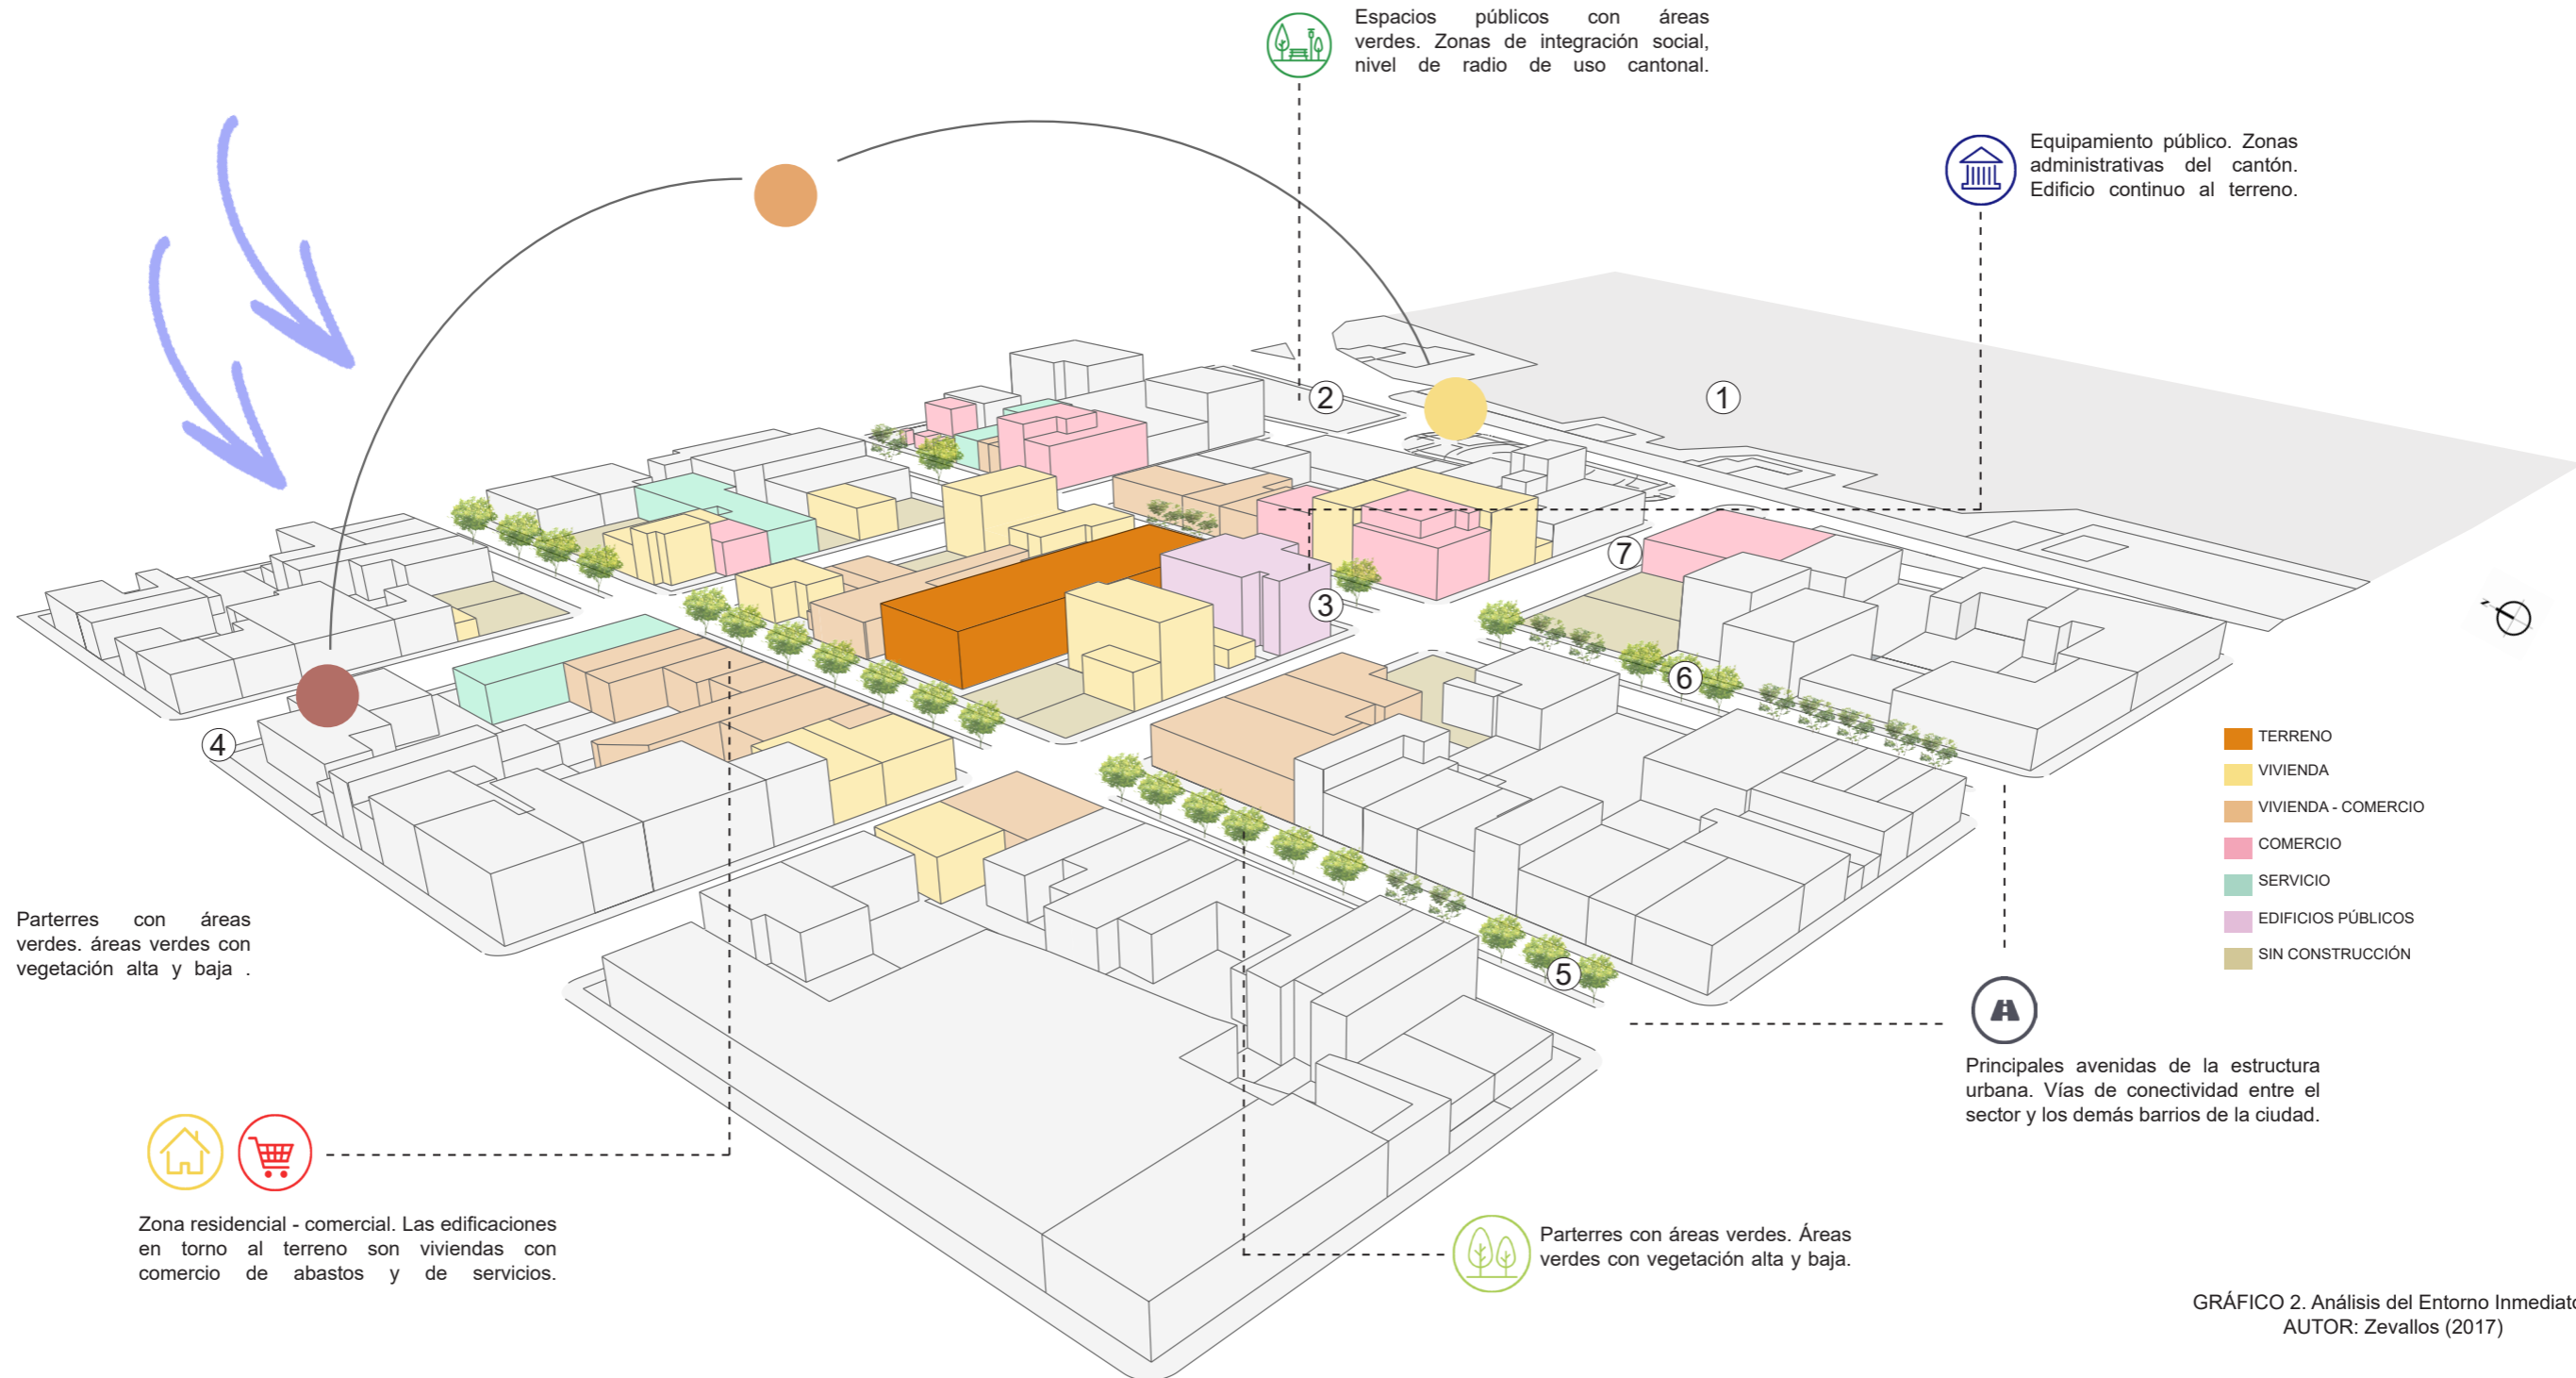 Espacios públicos con áreas
verdes. Zonas de integración social,
nivel de radio de uso cantonal.
Equipamiento público. Zonas
administrativas del cantón.
Edificio continuo al terreno.
1
2
7
3
6
4
5
TERRENO
VIVIENDA
VIVIENDA - COMERCIO
COMERCIO
SERVICIO
EDIFICIOS PÚBLICOS
SIN CONSTRUCCIÓN
Parterres con áreas
verdes. áreas verdes con
vegetación alta y baja .
Principales avenidas de la estructura
urbana. Vías de conectividad entre el
sector y los demás barrios de la ciudad.
Zona residencial - comercial. Las edificaciones
en torno al terreno son viviendas con
comercio de abastos y de servicios.
Parterres con áreas verdes. Áreas
verdes con vegetación alta y baja.
GRÁFICO 2. Análisis del Entorno Inmediato
AUTOR: Zevallos (2017)